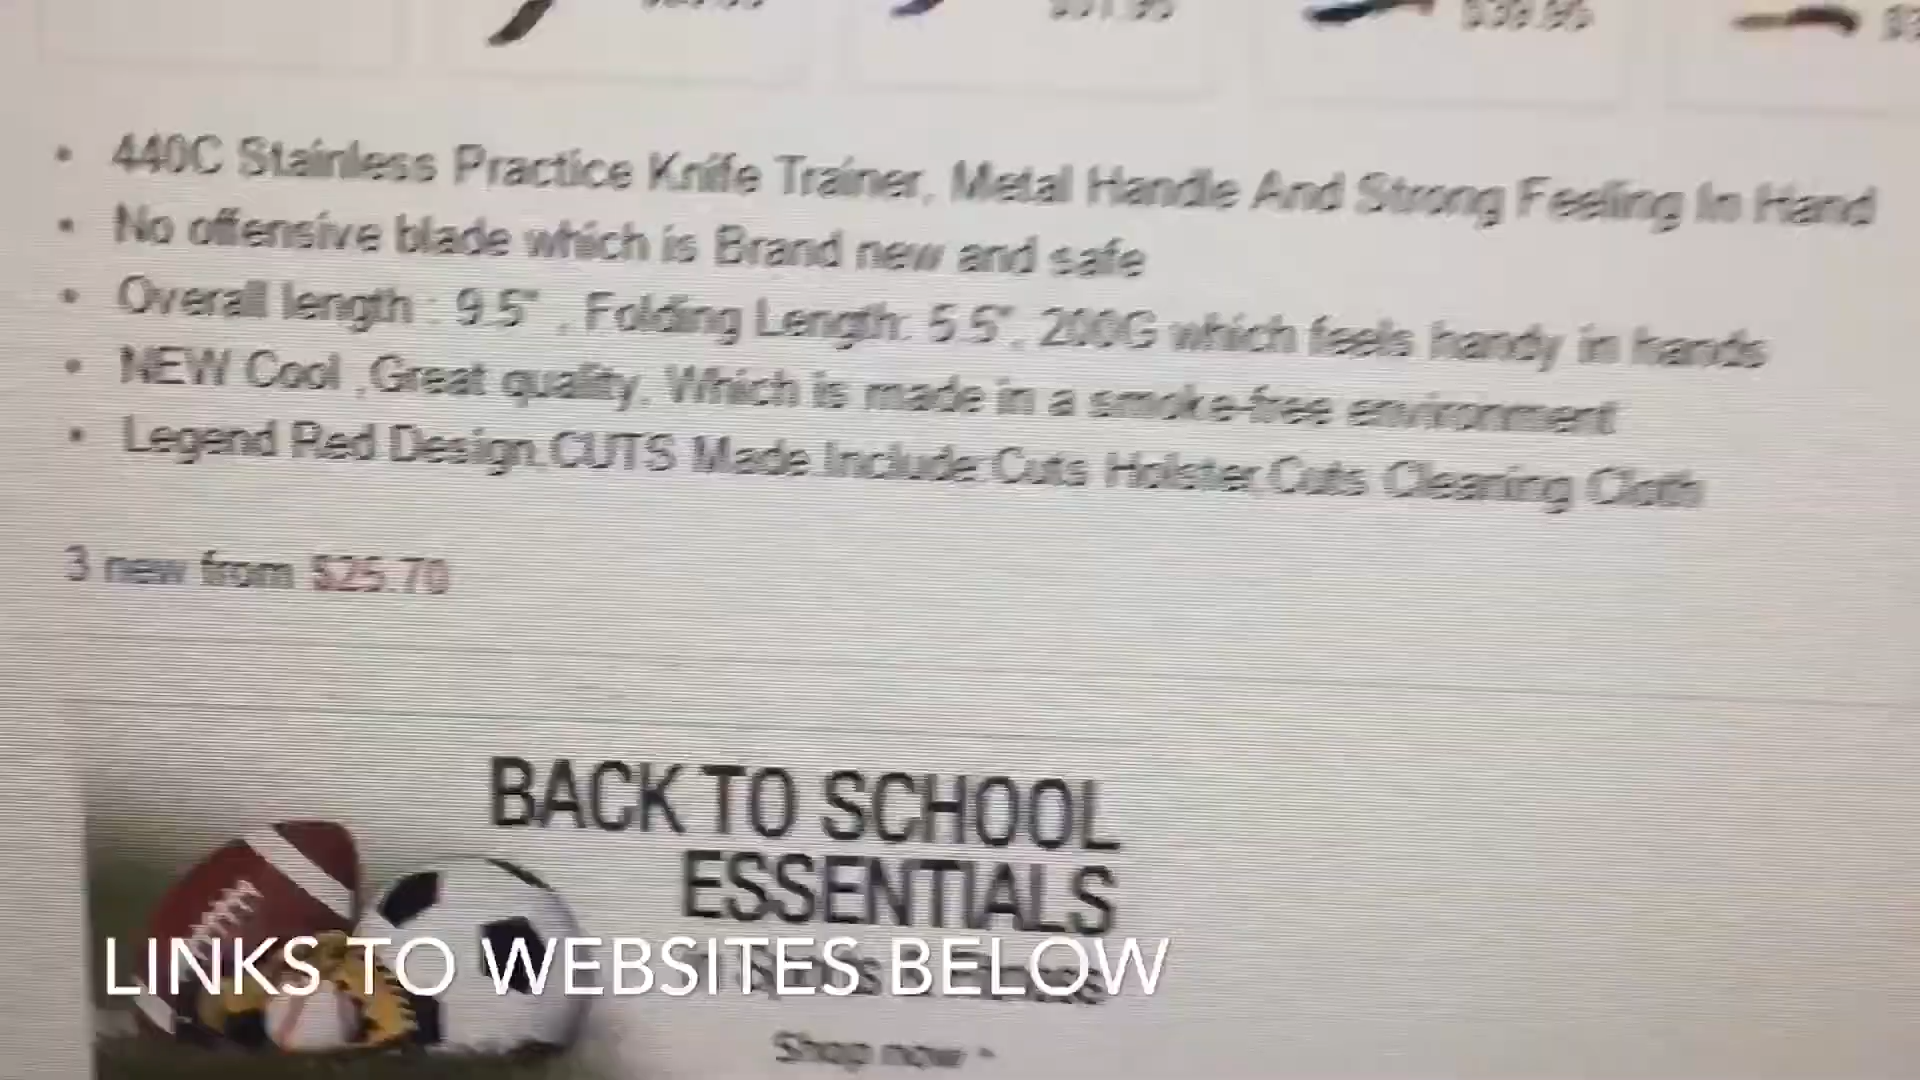 $39.95
440C Stainless Practice Knife Trainer, Metal Handle And Strong Feeling In Hand
No offensive blade which is Brand new and safe
Overall length : 9.5" , Folding Length: 5.5", 200G which feels handy in hands
NEW Cool ,Great quality, Which is made in a smoke-free environment
Legend Red Design.CUTS Made Include:Cuts Holster,Cuts Cleaning Cloth
3 new from $25.70
BACK TO SCHOOL
ESSENTIALS
LINKS TO WEBSITES BELOW
Shop now